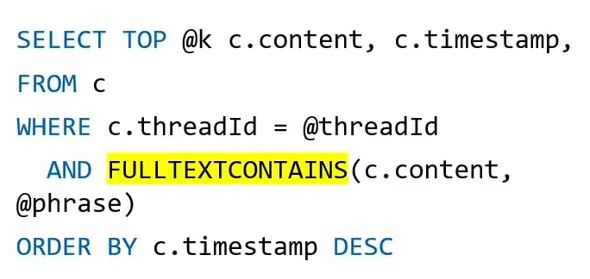 SELECT TOP @k c.content, c.timestamp,
FROM c
WHERE c.threadId = @threadId
  AND FULLTEXTCONTAINS(c.content,
@phrase)
ORDER BY c.timestamp DESC